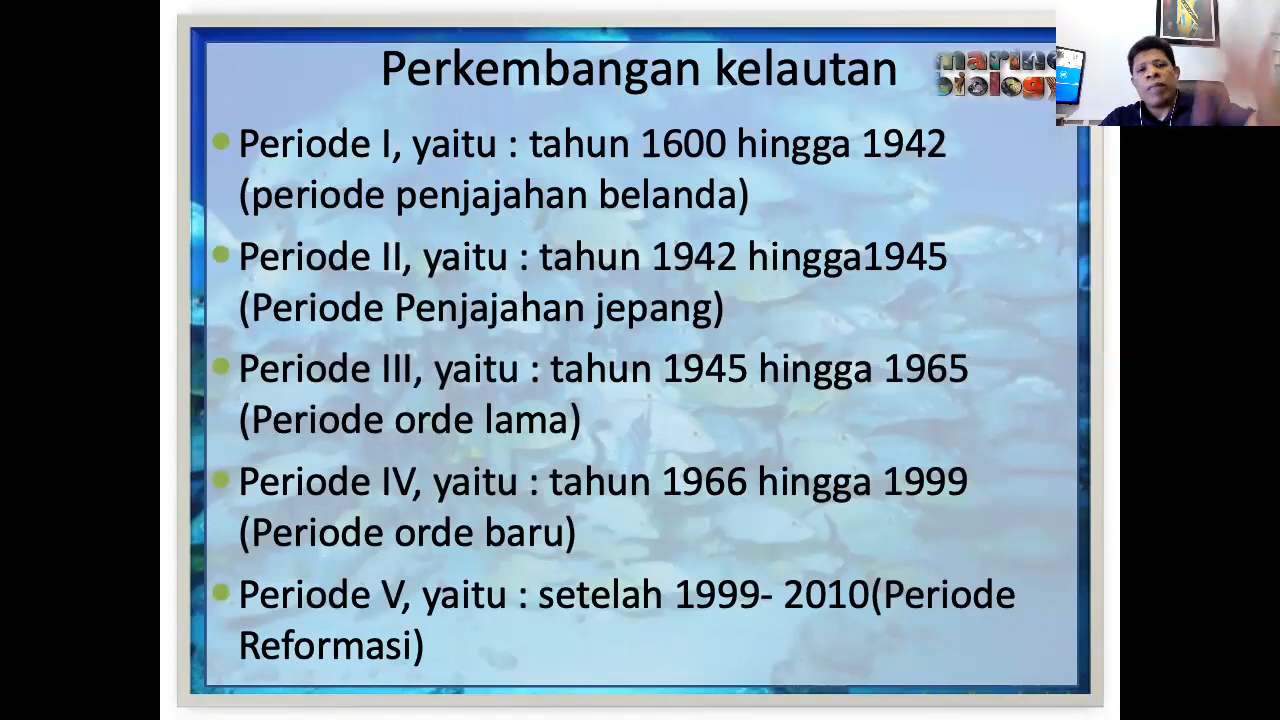 Perkembangan kelautan
marine
biology
Periode I, yaitu : tahun 1600 hingga 1942
(periode penjajahan belanda)
Periode II, yaitu : tahun 1942 hingga1945
(Periode Penjajahan jepang)
Periode III, yaitu : tahun 1945 hingga 1965
(Periode orde lama)
Periode IV, yaitu : tahun 1966 hingga 1999
(Periode orde baru)
Periode V, yaitu : setelah 1999- 2010(Periode
Reformasi)